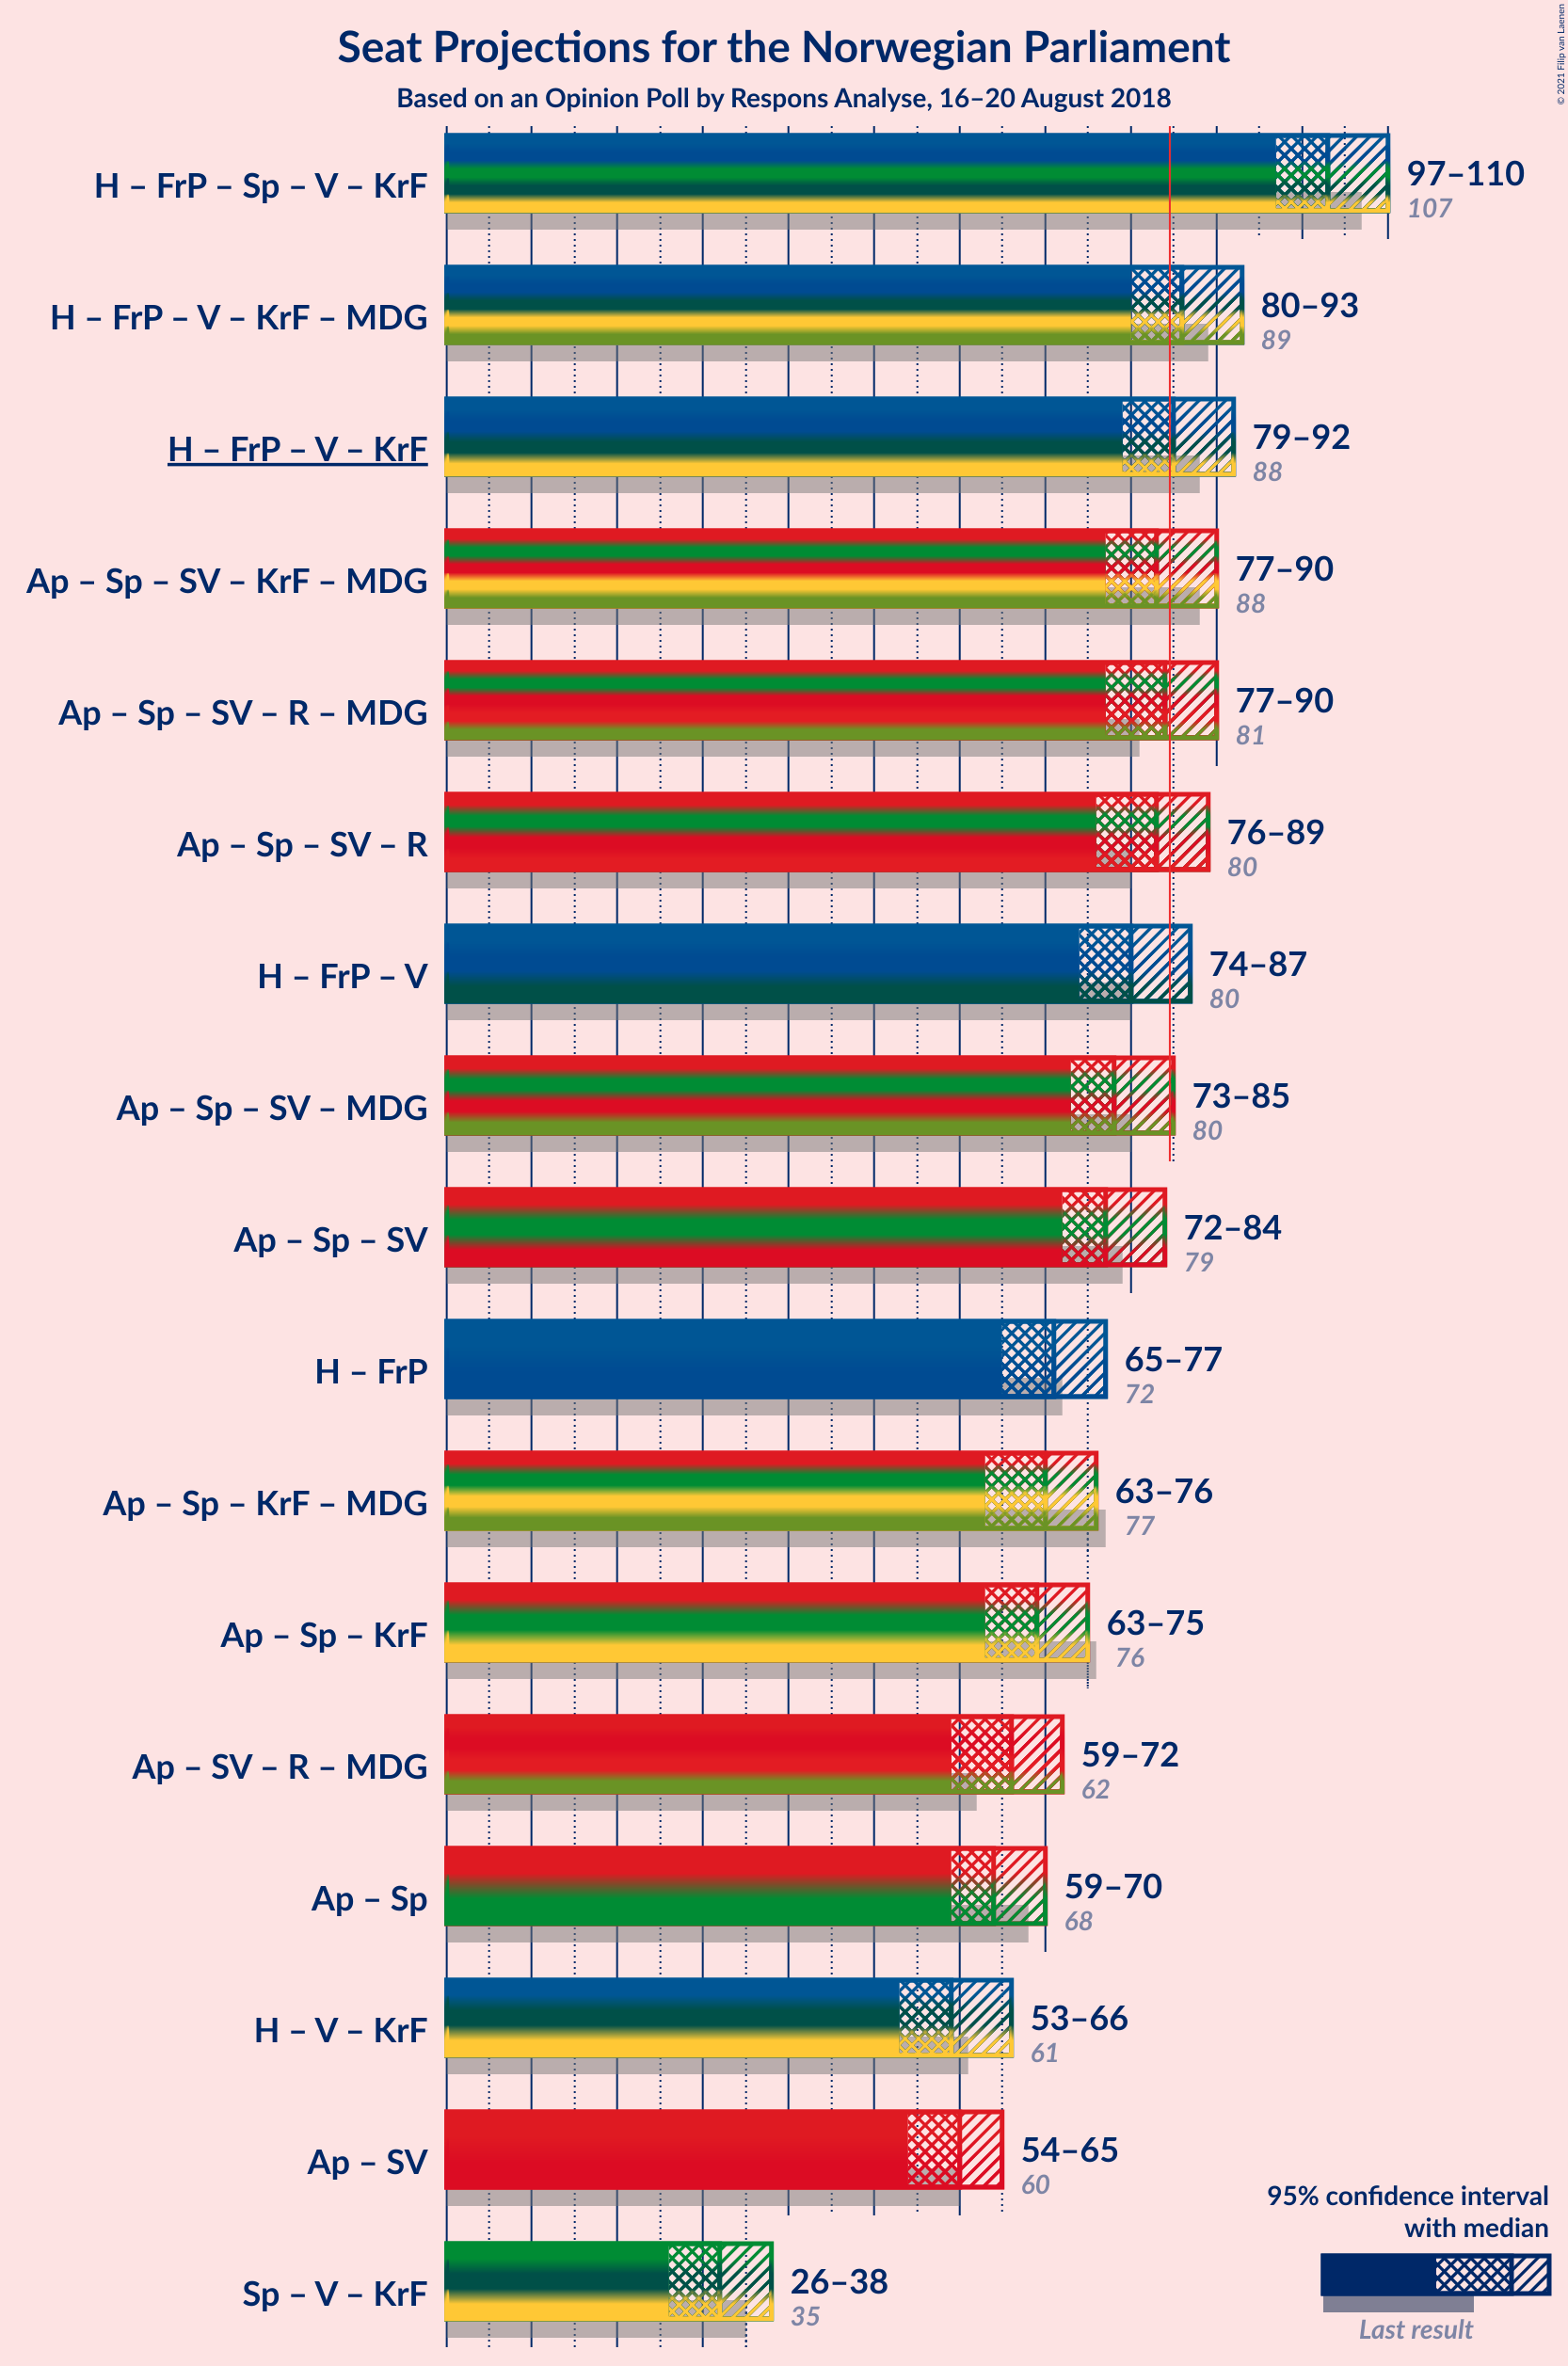 Seat Projections for the Norwegian Parliament
Based on an Opinion Poll by Respons Analyse, 16–20 August 2018
© 2021 Filip van Laenen
H – FrP – Sp – V – KrF
97–110
107
H – FrP – V – KrF – MDG
80–93
89
H – FrP – V – KrF
79–92
88
Ap – Sp – SV – KrF – MDG
77–90
88
Ap – Sp – SV – R – MDG
77–90
81
Ap – Sp – SV – R
76–89
80
H – FrP – V
74–87
80
Ap – Sp – SV – MDG
73–85
80
Ap – Sp – SV
72–84
79
H – FrP
65–77
72
Ap – Sp – KrF – MDG
63–76
77
Ap – Sp – KrF
63–75
76
Ap – SV – R – MDG
59–72
62
Ap – Sp
59–70
68
H – V – KrF
53–66
61
Ap – SV
54–65
60
Sp – V – KrF
26–38
35
95% confidence interval
with median
Last result